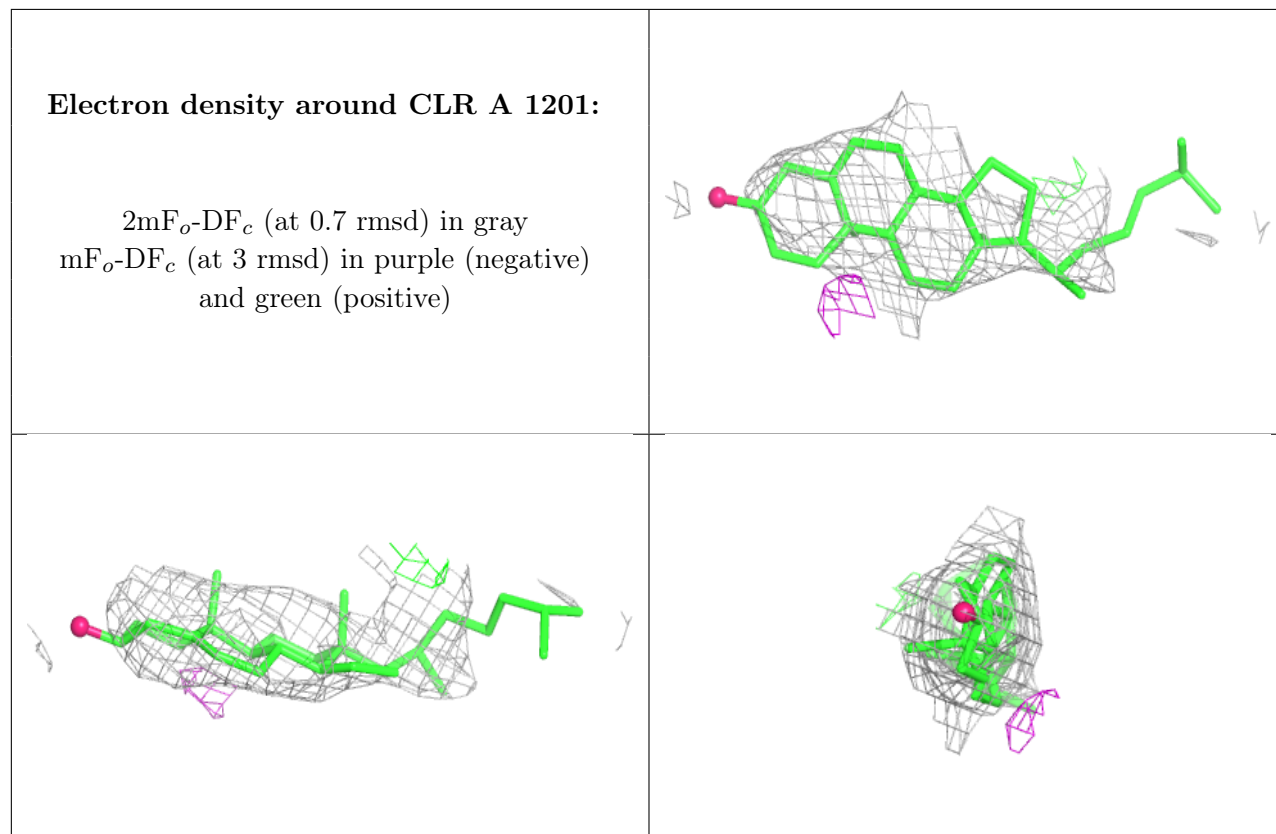 Electron density around CLR A 1201:
2mFo-DFc (at 0.7 rmsd) in gray
mFo-DFc (at 3 rmsd) in purple (negative)
and green (positive)